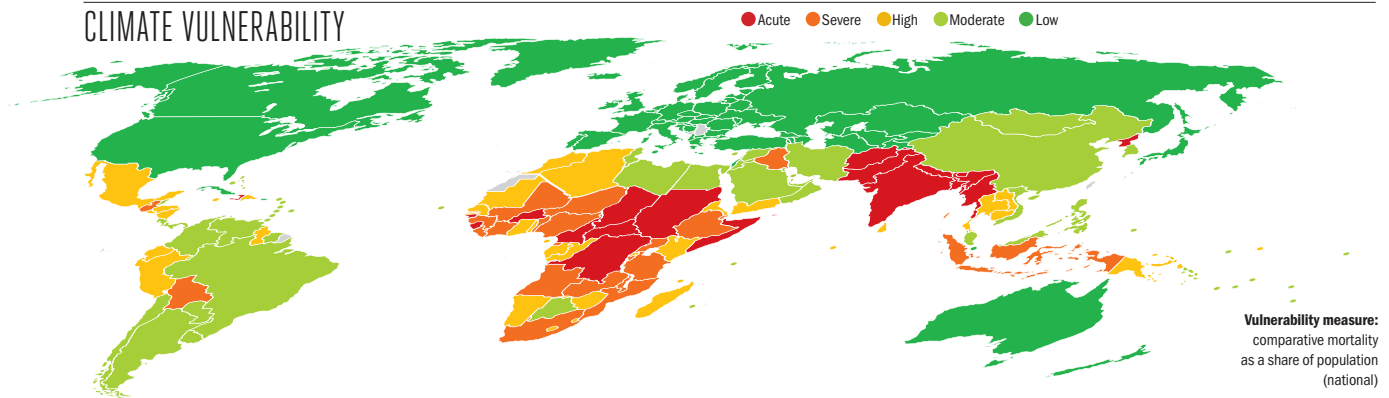 CLIMATE VULNERABILITY
Acute Severe High Moderate Low
Vulnerability measure:
comparative mortality
as a share of population
(national)